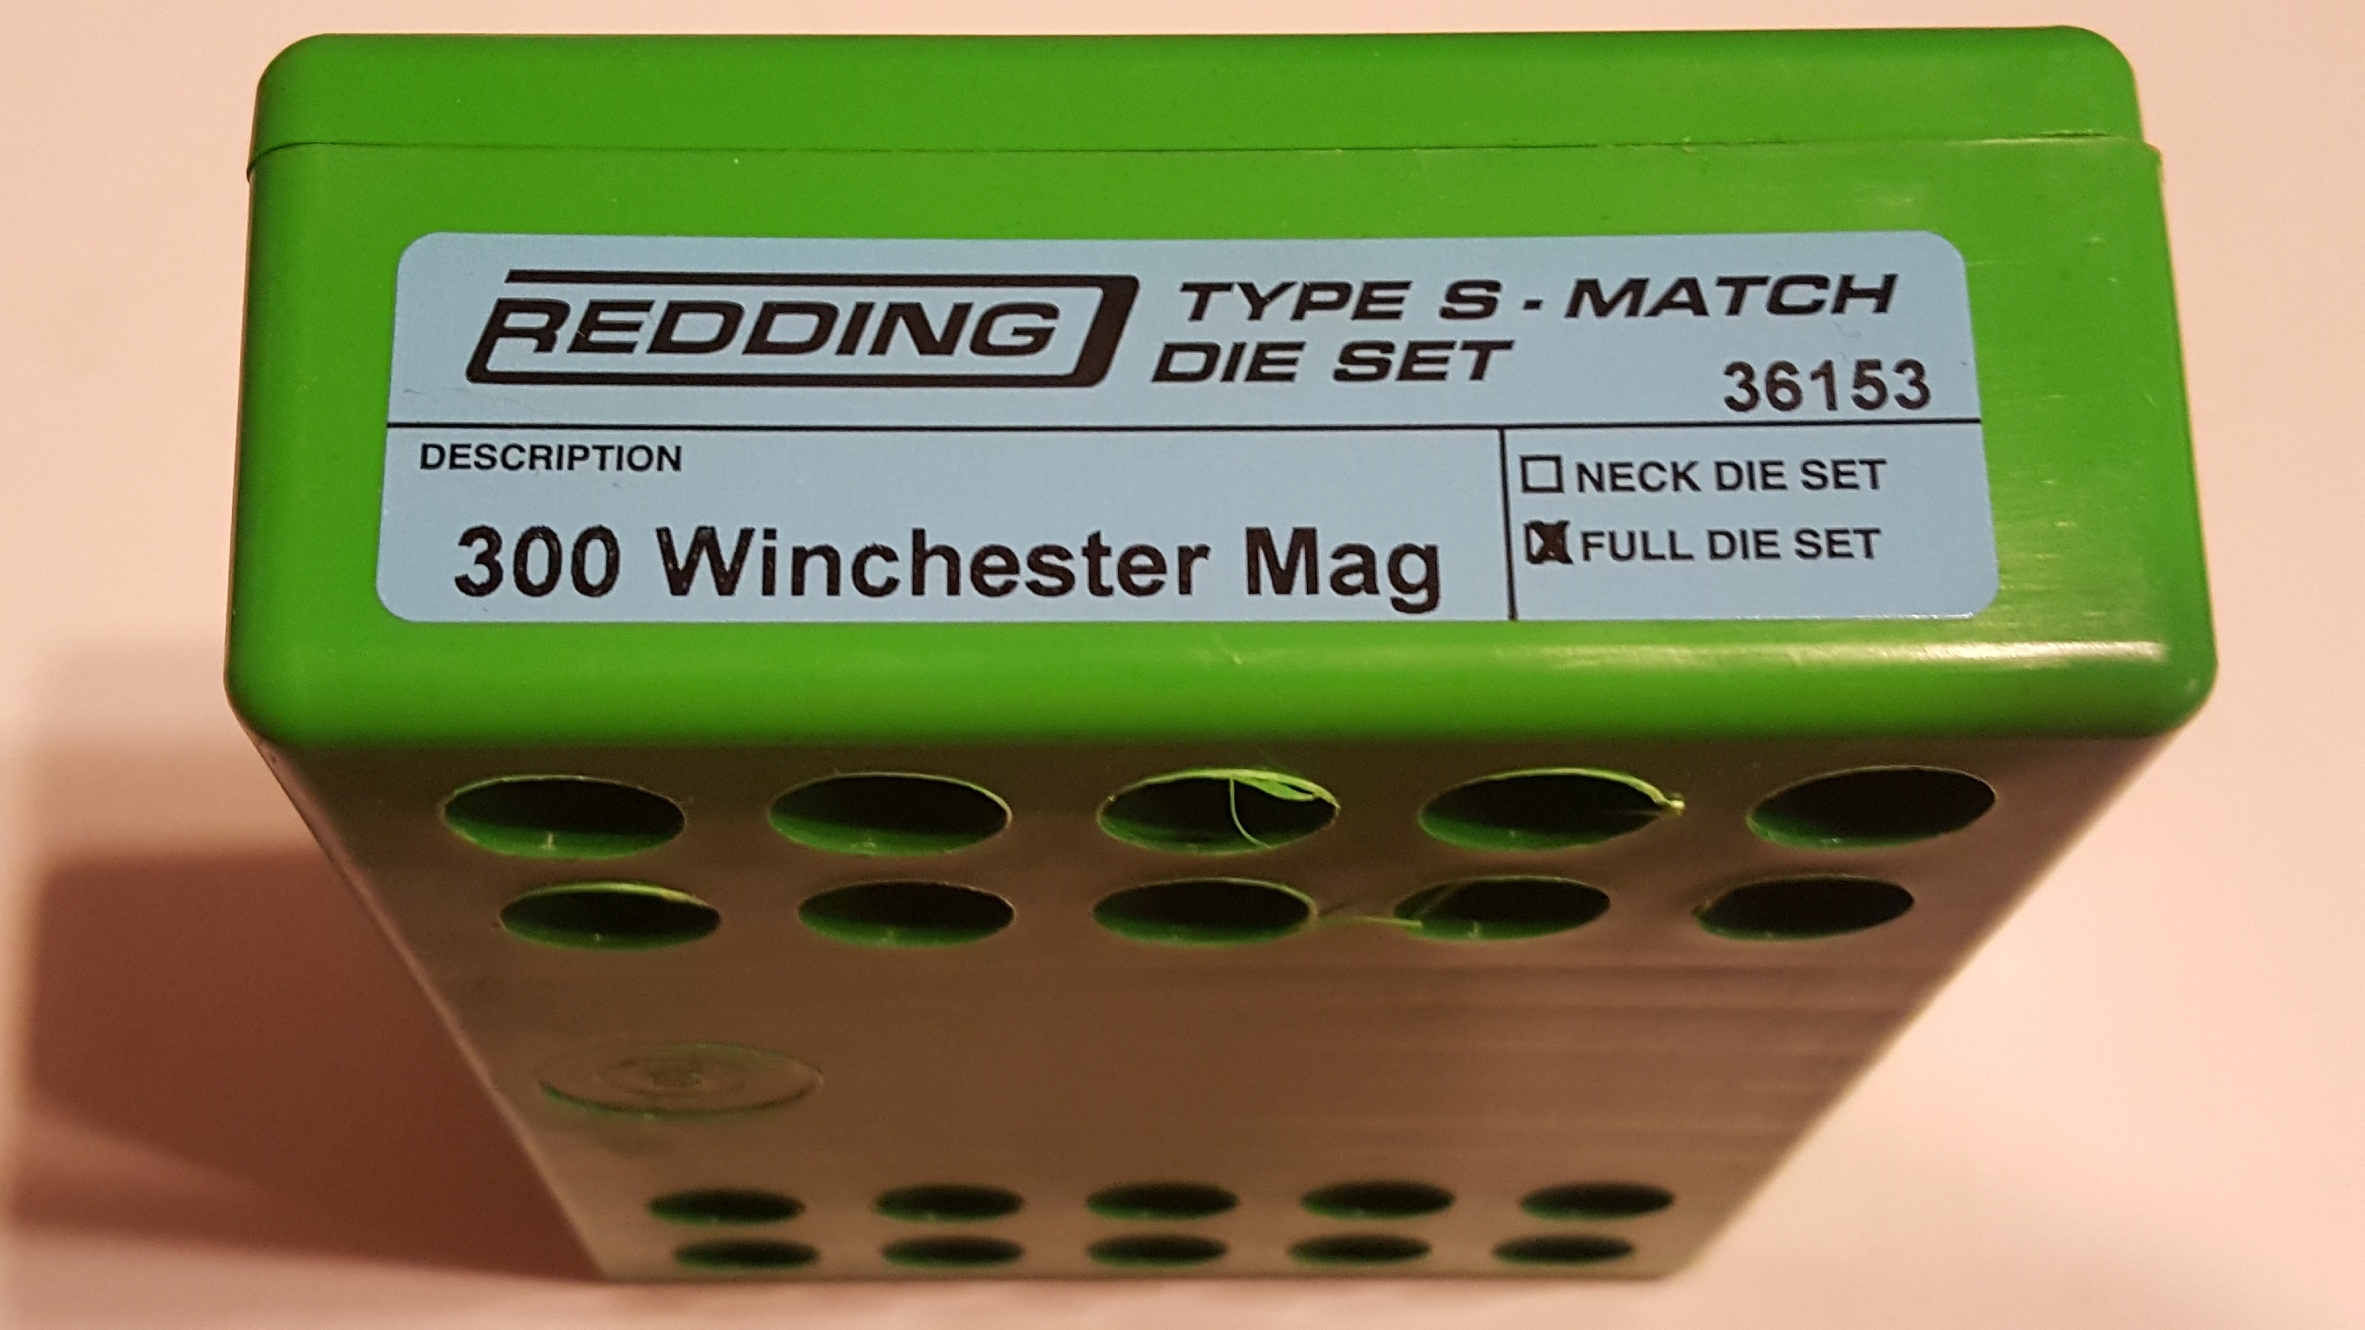 REDDING TYPE S - MATCH
DIE SET
36153
DESCRIPTION
300 Winchester Mag
NECK DIE SET
FULL DIE SET